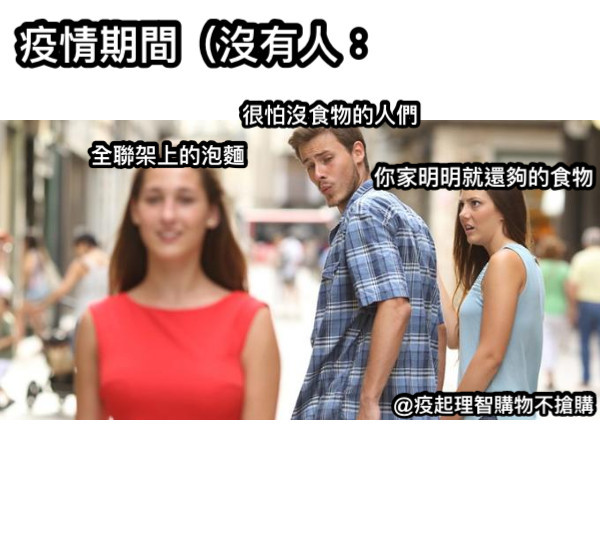 疫情期間（沒有人：
很怕沒食物的人們
全聯架上的泡麵
你家明明就還夠的食物
@疫起理智購物不搶購